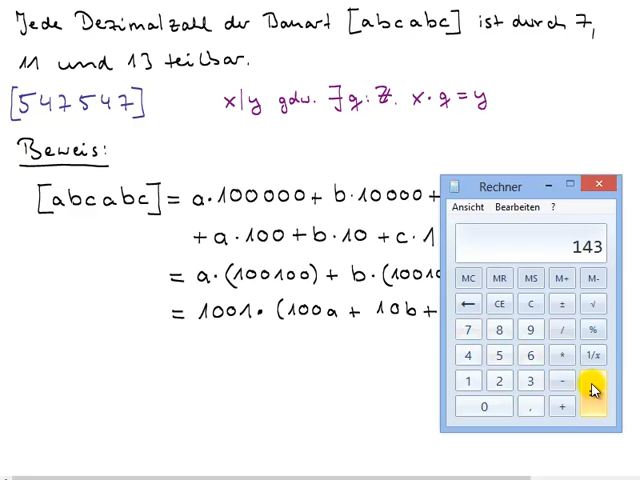 Jede Dezimalzahl der Bauart [abcabc] ist durch 7,
11 und 13 teilbar.
[547547] x|y gdw. ∃q:ℤ. x·q=y
Beweis:
[abcabc] = a·100000 + b·10000 +
+ a·100 + b·10 + c·1
= a·(100100) + b·(10010
= 1001·(100a + 10b +
Rechner
Ansicht Bearbeiten ?
143
MC MR MS M+ M-
← CE C ± √
7 8 9 / %
4 5 6 * 1/x
1 2 3 -
0 , +